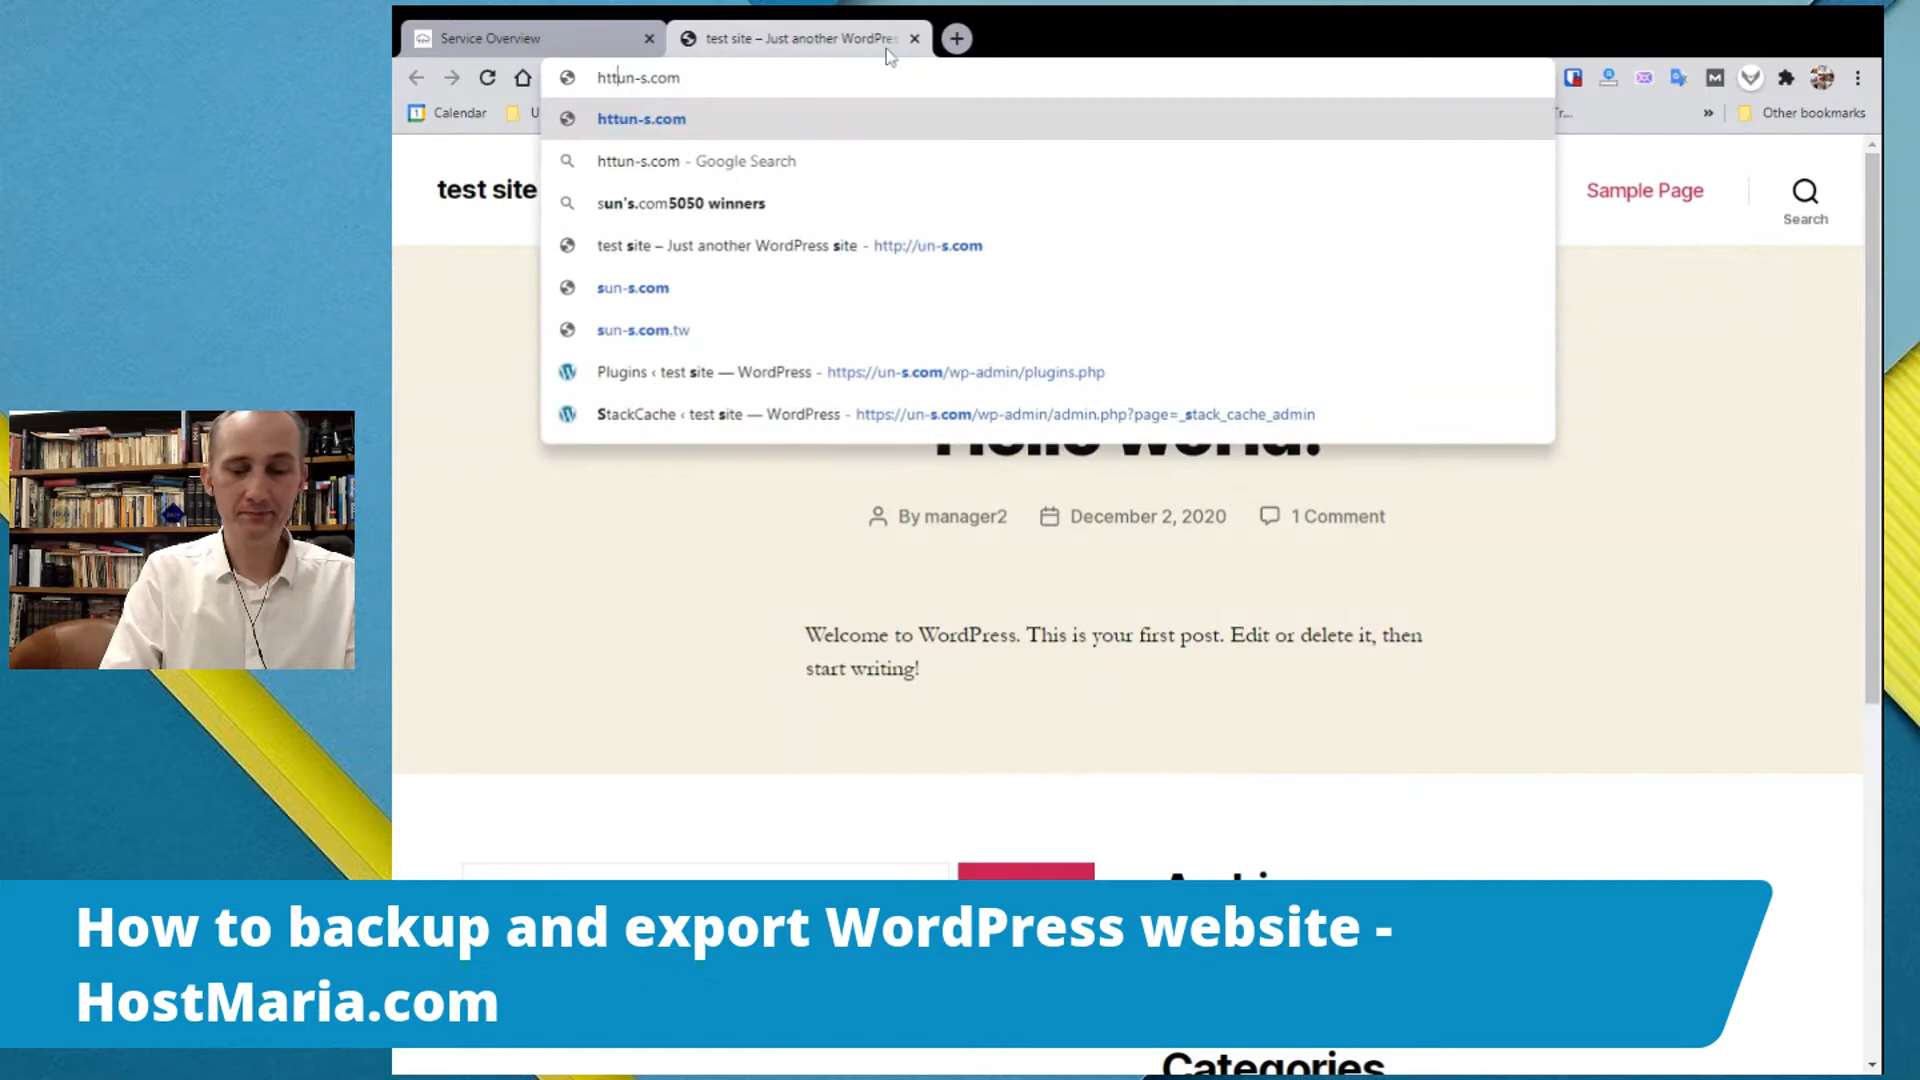 Service Overview
test site – Just another WordPres
httun-s.com
Calendar
U
Tr...
»
Other bookmarks
httun-s.com
httun-s.com - Google Search
sun's.com5050 winners
test site – Just another WordPress site - http://un-s.com
sun-s.com
sun-s.com.tw
Plugins ‹ test site — WordPress - https://un-s.com/wp-admin/plugins.php
StackCache ‹ test site — WordPress - https://un-s.com/wp-admin/admin.php?page=_stack_cache_admin
test site
Sample Page
Search
Hello world!
By manager2
December 2, 2020
1 Comment
Welcome to WordPress. This is your first post. Edit or delete it, then
start writing!
How to backup and export WordPress website -
HostMaria.com
Categories